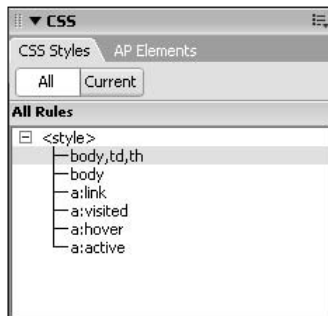 CSS
CSS Styles AP Elements
All Current
All Rules
<style>
body,td,th
body
a:link
a:visited
a:hover
a:active